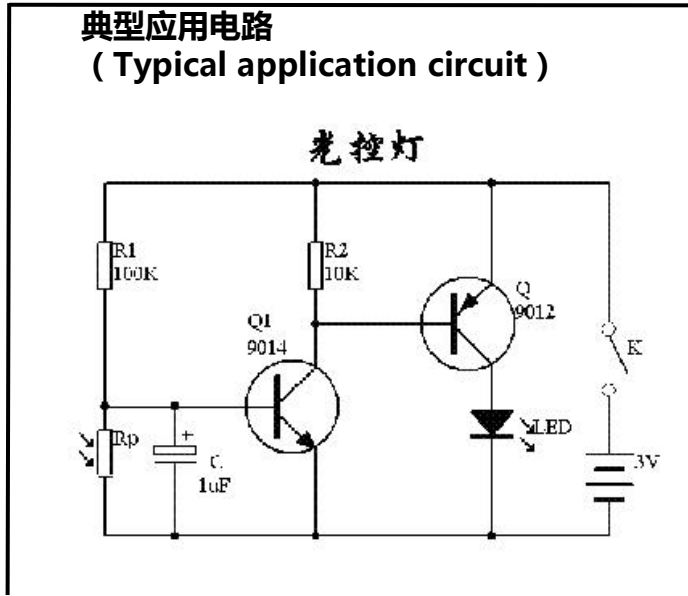 典型应用电路
（Typical application circuit）
光控灯
R1
100K
R2
10K
Q
9012
Q1
9014
K
Rp
+
C
1uF
LED
3V